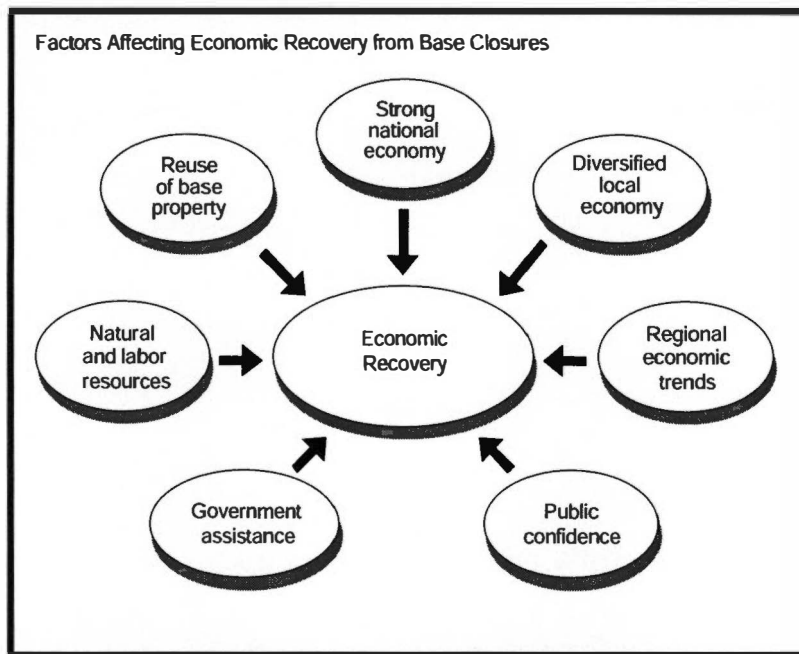 Factors Affecting Economic Recovery from Base Closures
Strong
national
economy
Reuse
of base
property
Diversified
local
economy
Natural
and labor
resources
Economic
Recovery
Regional
economic
trends
Government
assistance
Public
confidence